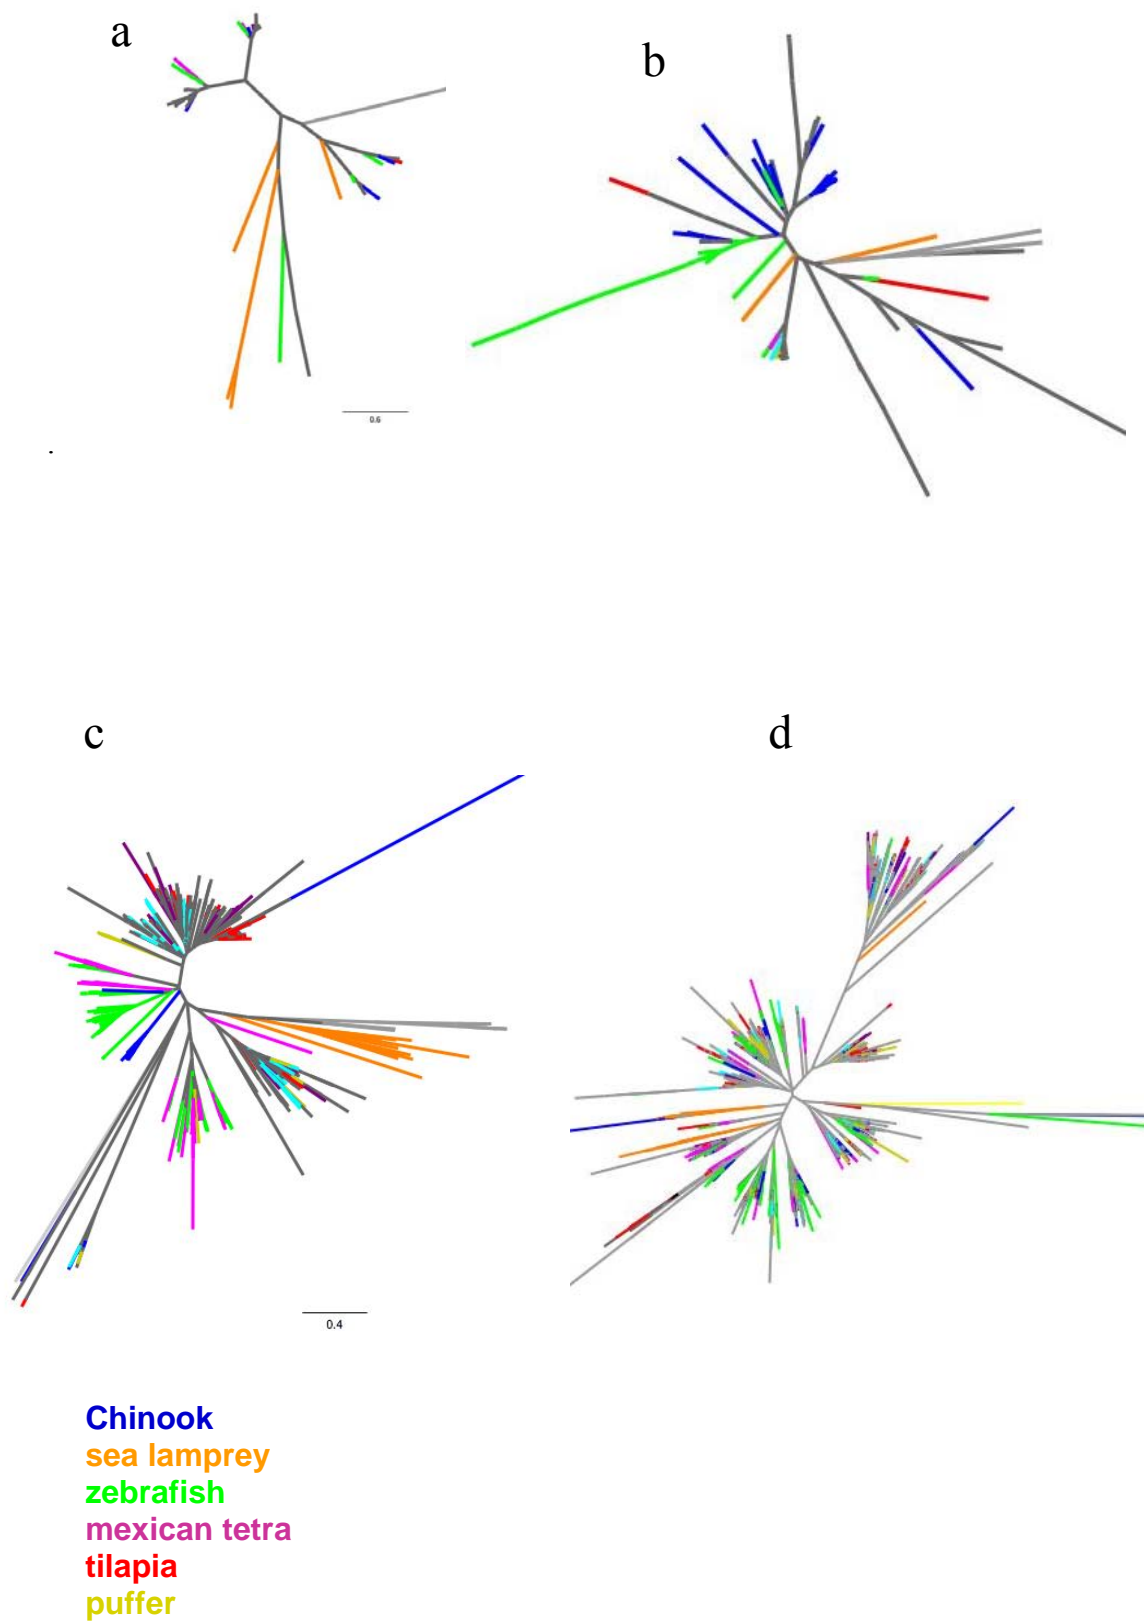 a
b
0.6
.
c
d
0.4
Chinook
sea lamprey
zebrafish
mexican tetra
tilapia
puffer